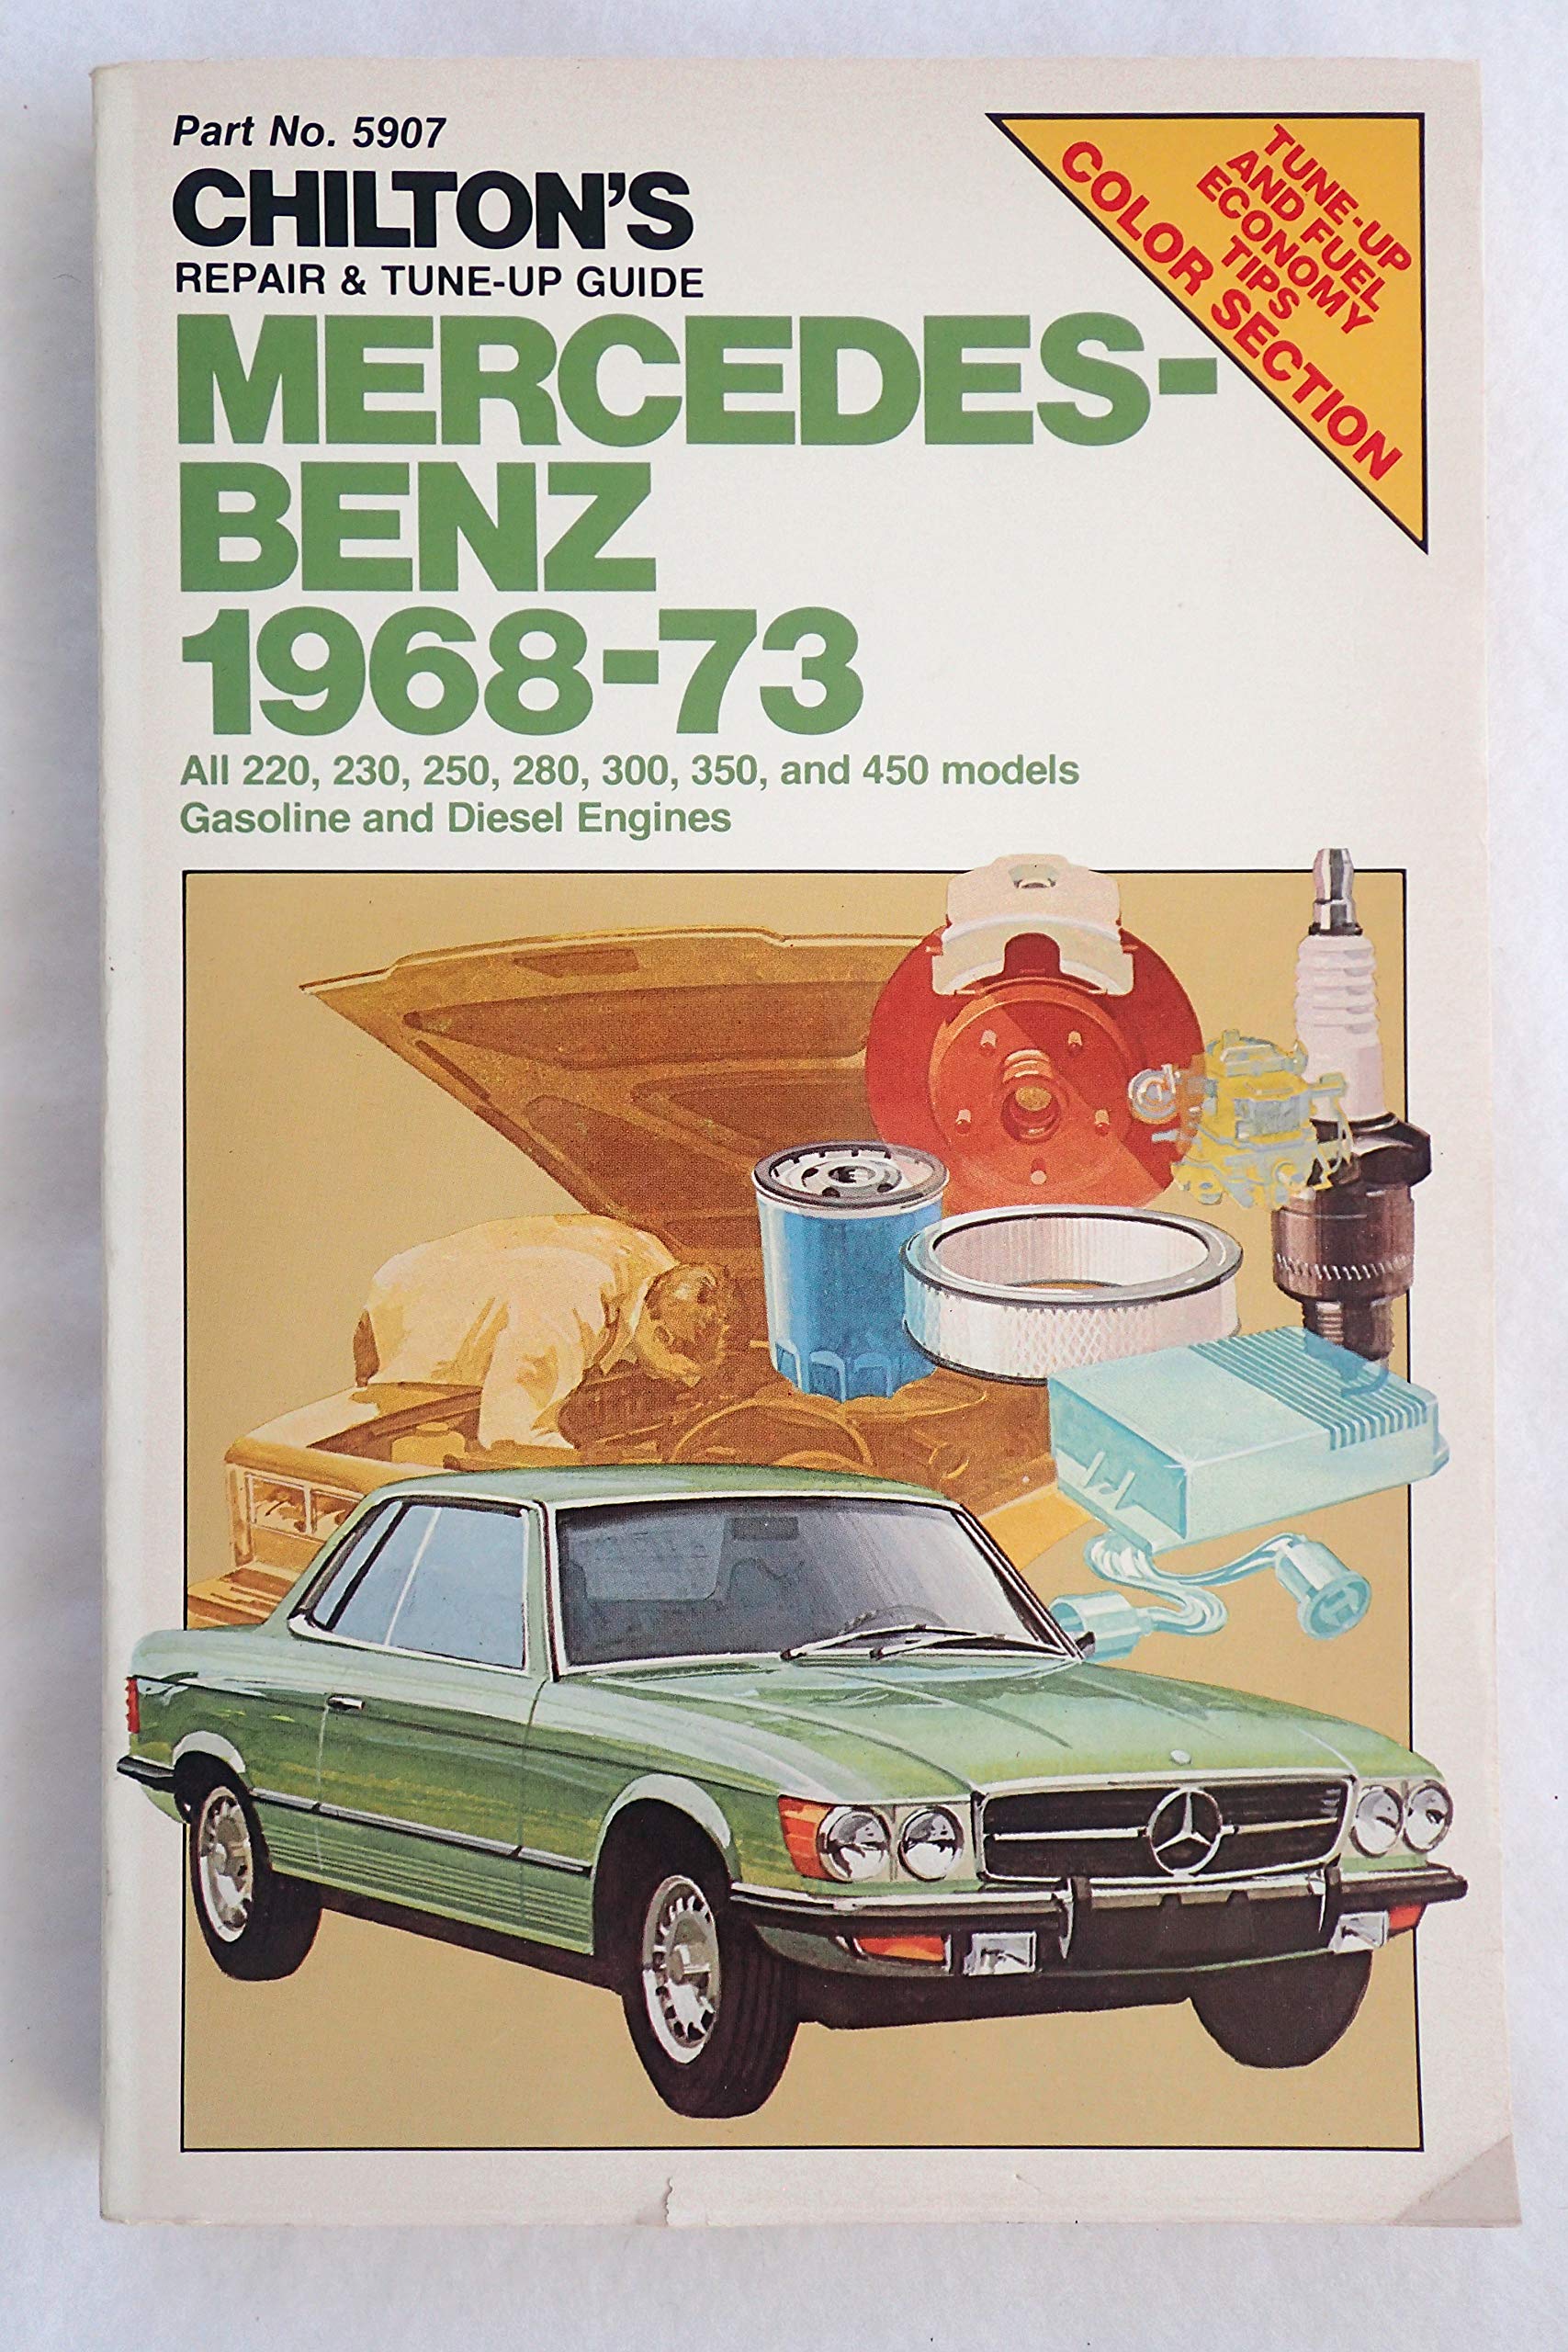 Part No. 5907
CHILTON'S
REPAIR & TUNE-UP GUIDE
MERCEDES-
BENZ
1968-73
All 220, 230, 250, 280, 300, 350, and 450 models
Gasoline and Diesel Engines
TUNE-UP
AND FUEL
ECONOMY
TIPS
COLOR SECTION